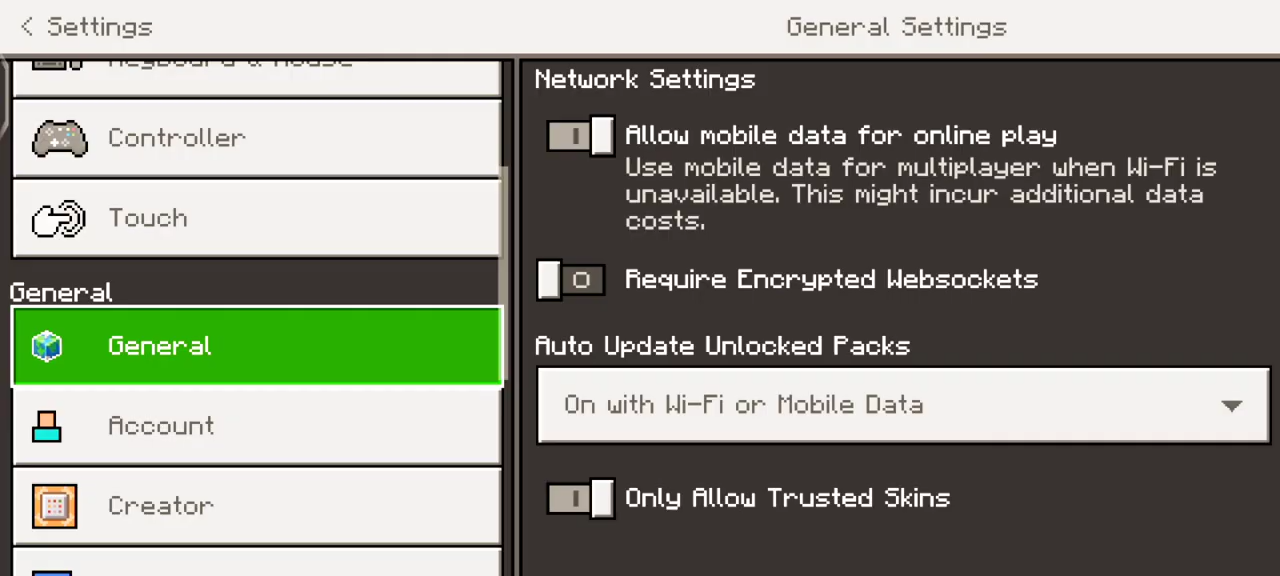 Settings
General Settings
Keyboard & Mouse
Controller
Touch
General
General
Account
Creator
Network Settings
Allow mobile data for online play
Use mobile data for multiplayer when Wi-Fi is
unavailable. This might incur additional data
costs.
Require Encrypted Websockets
Auto Update Unlocked Packs
On with Wi-Fi or Mobile Data
Only Allow Trusted Skins